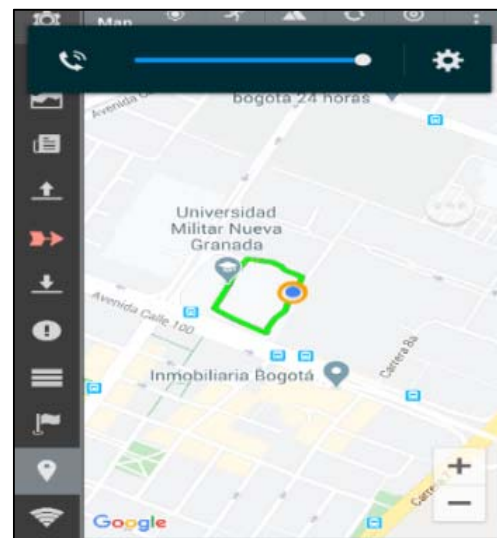 Map
bogota 24 horas
Avenida
Universidad
Militar Nueva
Granada
Avenida Calle 100
Carrera 8a
Inmobiliaria Bogotá
Google